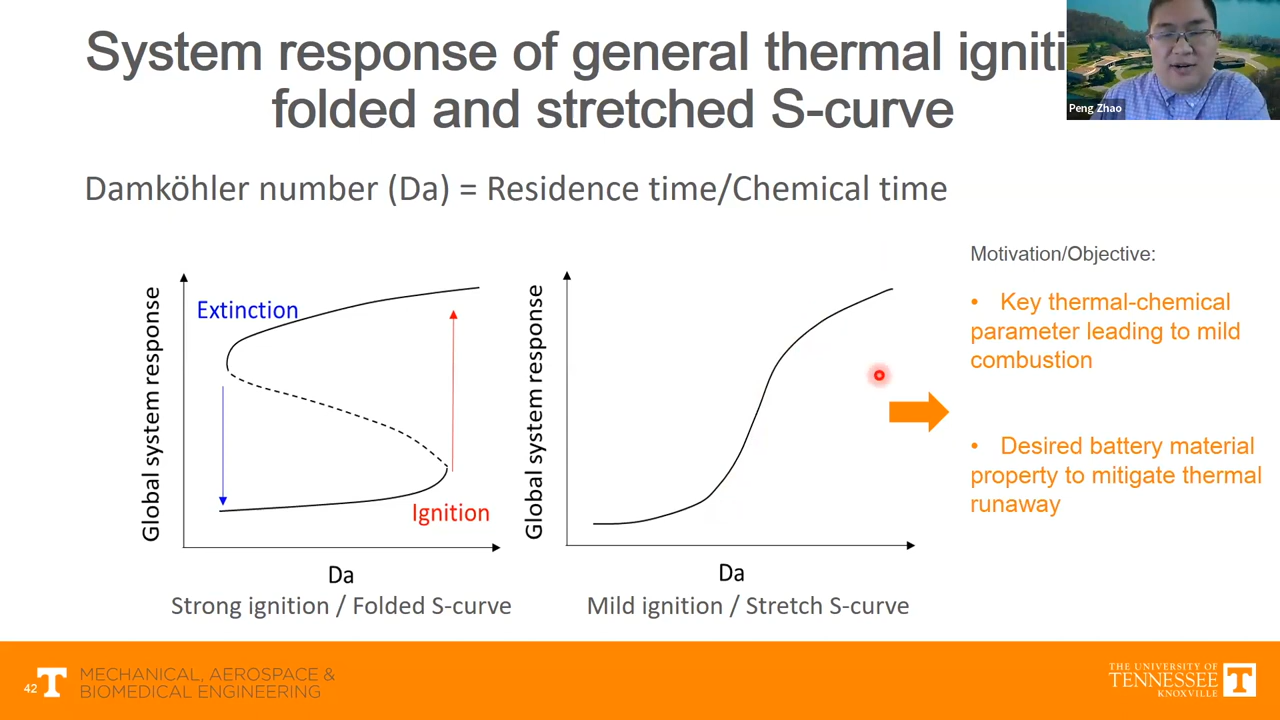 System response of general thermal igniti
folded and stretched S-curve
Peng Zhao
Damköhler number (Da) = Residence time/Chemical time
Global system response
Extinction
Ignition
Da
Strong ignition / Folded S-curve
Global system response
Da
Mild ignition / Stretch S-curve
Motivation/Objective:
• Key thermal-chemical
parameter leading to mild
combustion
• Desired battery material
property to mitigate thermal
runaway
42
T
MECHANICAL, AEROSPACE &
BIOMEDICAL ENGINEERING
THE UNIVERSITY OF
TENNESSEE
KNOXVILLE
T